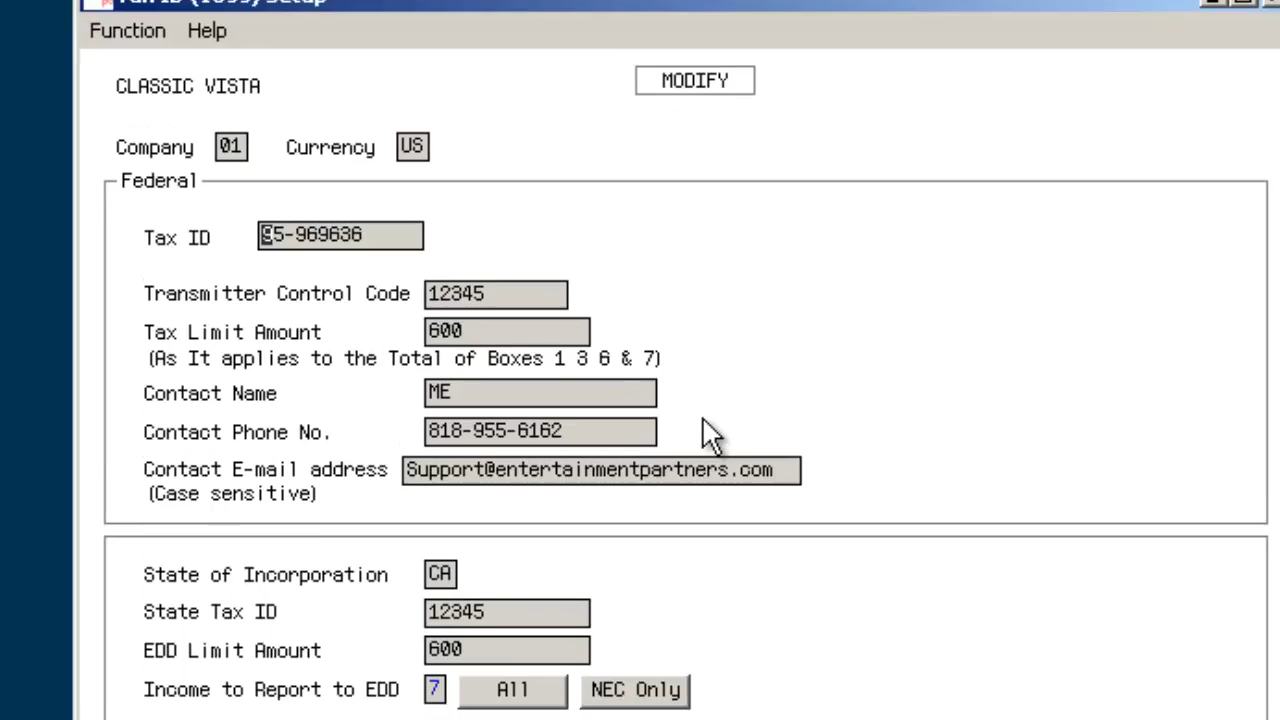 Function Help
CLASSIC VISTA
MODIFY
Company 01 Currency US
Federal
Tax ID 95-969636
Transmitter Control Code 12345
Tax Limit Amount 600
(As It applies to the Total of Boxes 1 3 6 & 7)
Contact Name ME
Contact Phone No. 818-955-6162
Contact E-mail address Support@entertainmentpartners.com
(Case sensitive)
State of Incorporation CA
State Tax ID 12345
EDD Limit Amount 600
Income to Report to EDD 7 All NEC Only